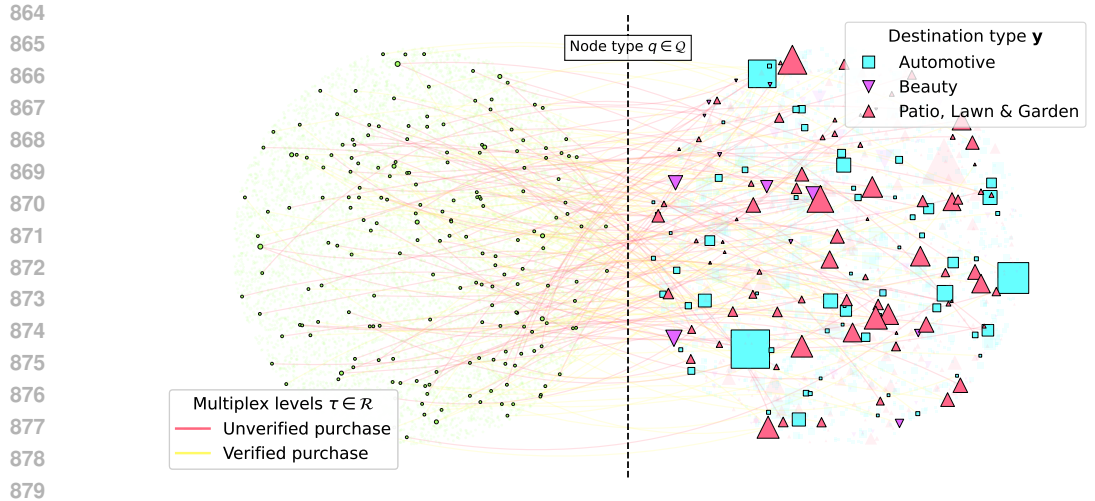 864
865
866
867
868
869
870
871
872
873
874
875
876
877
878
879
Node type q ∈ 𝒬
Destination type y
Automotive
Beauty
Patio, Lawn & Garden
Multiplex levels τ ∈ ℛ
Unverified purchase
Verified purchase